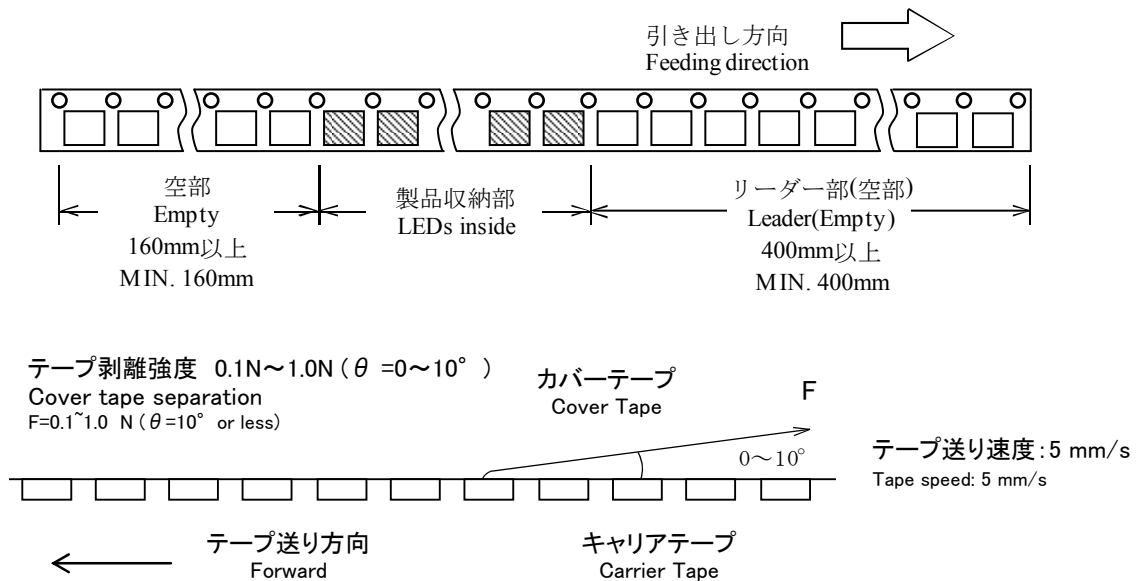 引き出し方向
Feeding direction
空部
Empty
160mm以上
MIN. 160mm
製品収納部
LEDs inside
リーダー部(空部)
Leader(Empty)
400mm以上
MIN. 400mm
テープ剥離強度 0.1N～1.0N(θ =0～10°)
Cover tape separation
F=0.1~1.0 N(θ=10° or less)
カバーテープ
Cover Tape
F
0～10°
テープ送り速度:5 mm/s
Tape speed: 5 mm/s
テープ送り方向
Forward
キャリアテープ
Carrier Tape